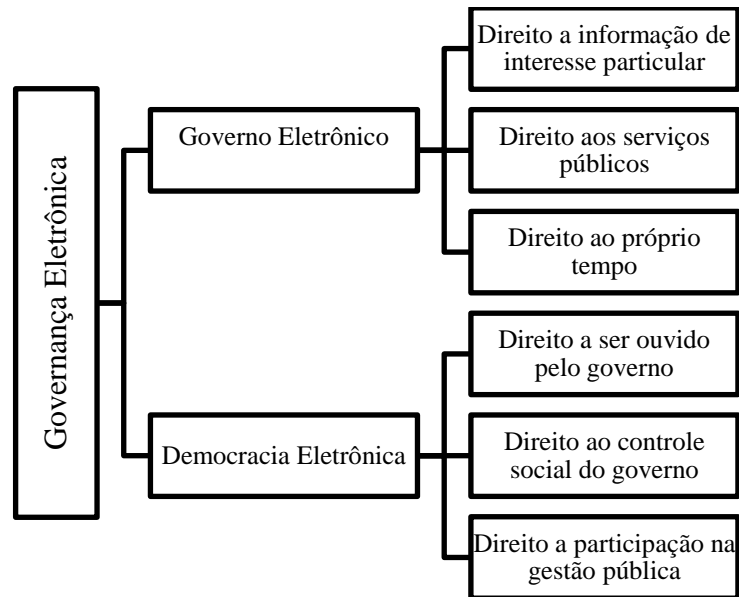 Governança Eletrônica
Governo Eletrônico
Direito a informação de
interesse particular
Direito aos serviços
públicos
Direito ao próprio
tempo
Democracia Eletrônica
Direito a ser ouvido
pelo governo
Direito ao controle
social do governo
Direito a participação na
gestão pública